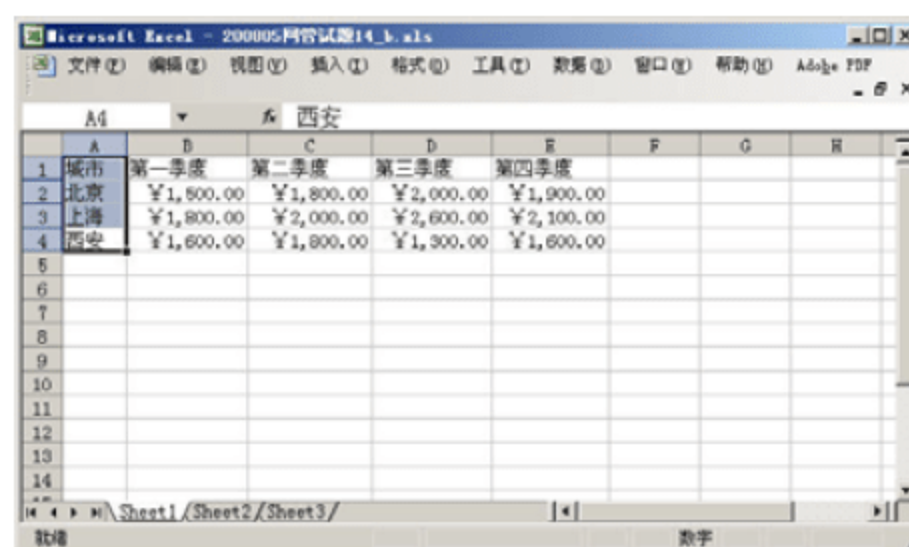 Microsoft Excel - 200805网管试题14_b.xls
文件(F) 编辑(E) 视图(V) 插入(I) 格式(O) 工具(T) 数据(D) 窗口(W) 帮助(H) Adobe PDF
A4 fx 西安
A B C D E F G H
1 城市 第一季度 第二季度 第三季度 第四季度
2 北京 ¥1,500.00 ¥1,800.00 ¥2,000.00 ¥1,900.00
3 上海 ¥1,800.00 ¥2,000.00 ¥2,600.00 ¥2,100.00
4 西安 ¥1,600.00 ¥1,800.00 ¥1,300.00 ¥1,600.00
5
6
7
8
9
10
11
12
13
14
Sheet1 Sheet2 Sheet3
就绪 数字